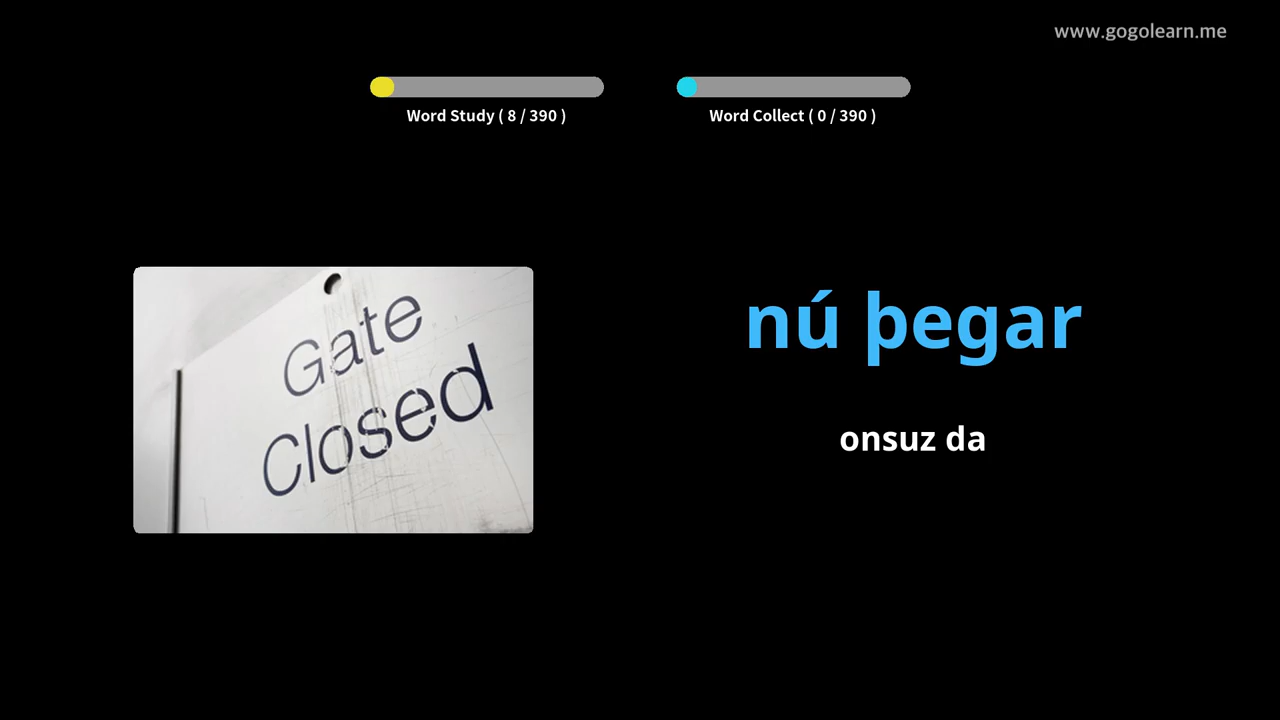 www.gogolearn.me
Word Study ( 8 / 390 )
Word Collect ( 0 / 390 )
Gate
Closed
nú þegar
onsuz da